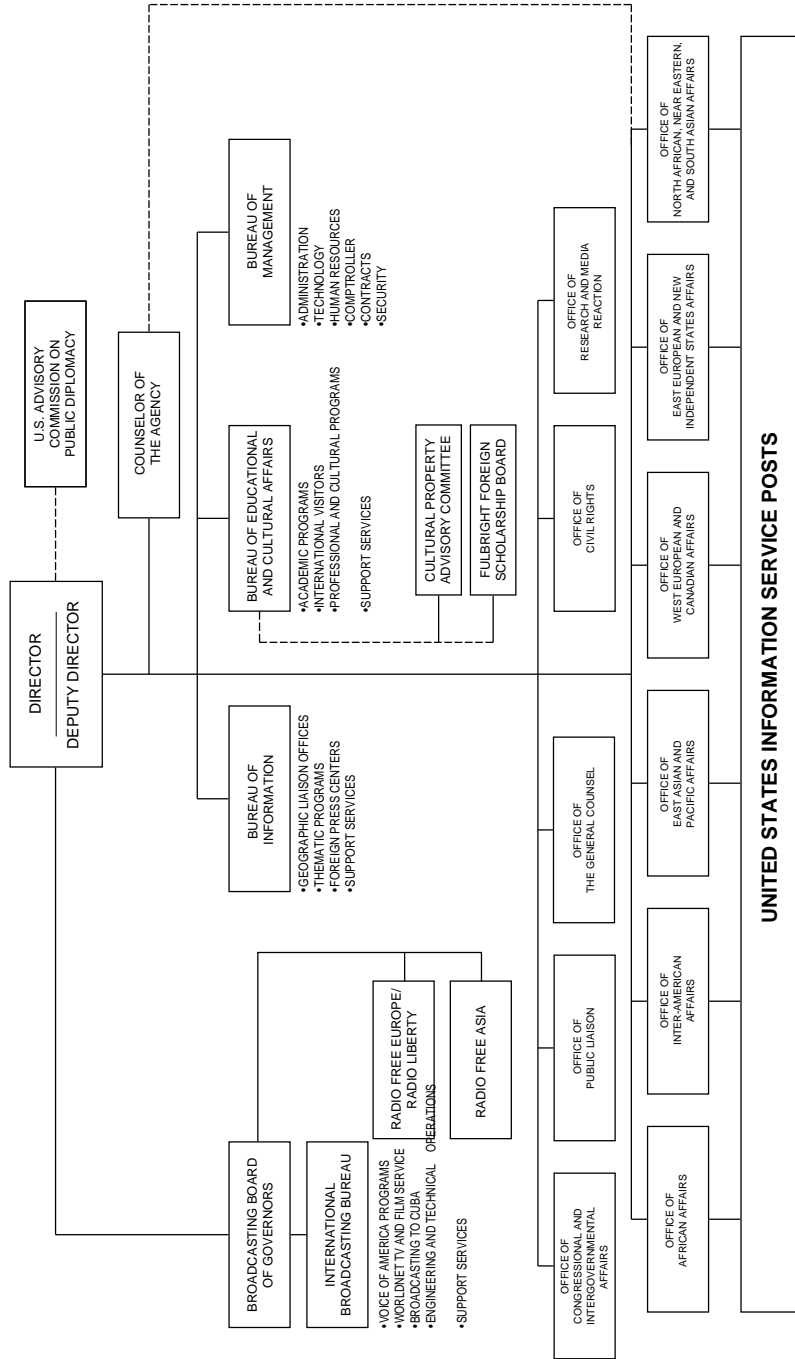 DIRECTOR
DEPUTY DIRECTOR
U.S. ADVISORY
COMMISSION ON
PUBLIC DIPLOMACY
COUNSELOR OF
THE AGENCY
BROADCASTING BOARD
OF GOVERNORS
INTERNATIONAL
BROADCASTING BUREAU
•VOICE OF AMERICA PROGRAMS
•WORLDNET TV AND FILM SERVICE
•BROADCASTING TO CUBA
•ENGINEERING AND TECHNICAL OPERATIONS
•SUPPORT SERVICES
RADIO FREE EUROPE/
RADIO LIBERTY
RADIO FREE ASIA
BUREAU OF
INFORMATION
•GEOGRAPHIC LIAISON OFFICES
•THEMATIC PROGRAMS
•FOREIGN PRESS CENTERS
•SUPPORT SERVICES
BUREAU OF EDUCATIONAL
AND CULTURAL AFFAIRS
•ACADEMIC PROGRAMS
•INTERNATIONAL VISITORS
•PROFESSIONAL AND CULTURAL PROGRAMS
•SUPPORT SERVICES
CULTURAL PROPERTY
ADVISORY COMMITTEE
FULBRIGHT FOREIGN
SCHOLARSHIP BOARD
BUREAU OF
MANAGEMENT
•ADMINISTRATION
•TECHNOLOGY
•HUMAN RESOURCES
•COMPTROLLER
•CONTRACTS
•SECURITY
OFFICE OF
CONGRESSIONAL AND
INTERGOVERNMENTAL
AFFAIRS
OFFICE OF
PUBLIC LIAISON
OFFICE OF
THE GENERAL COUNSEL
OFFICE OF
CIVIL RIGHTS
OFFICE OF
RESEARCH AND MEDIA
REACTION
OFFICE OF
AFRICAN AFFAIRS
OFFICE OF
INTER-AMERICAN
AFFAIRS
OFFICE OF
EAST ASIAN AND
PACIFIC AFFAIRS
OFFICE OF
WEST EUROPEAN AND
CANADIAN AFFAIRS
OFFICE OF
EAST EUROPEAN AND NEW
INDEPENDENT STATES AFFAIRS
OFFICE OF
NORTH AFRICAN, NEAR EASTERN,
AND SOUTH ASIAN AFFAIRS
UNITED STATES INFORMATION SERVICE POSTS